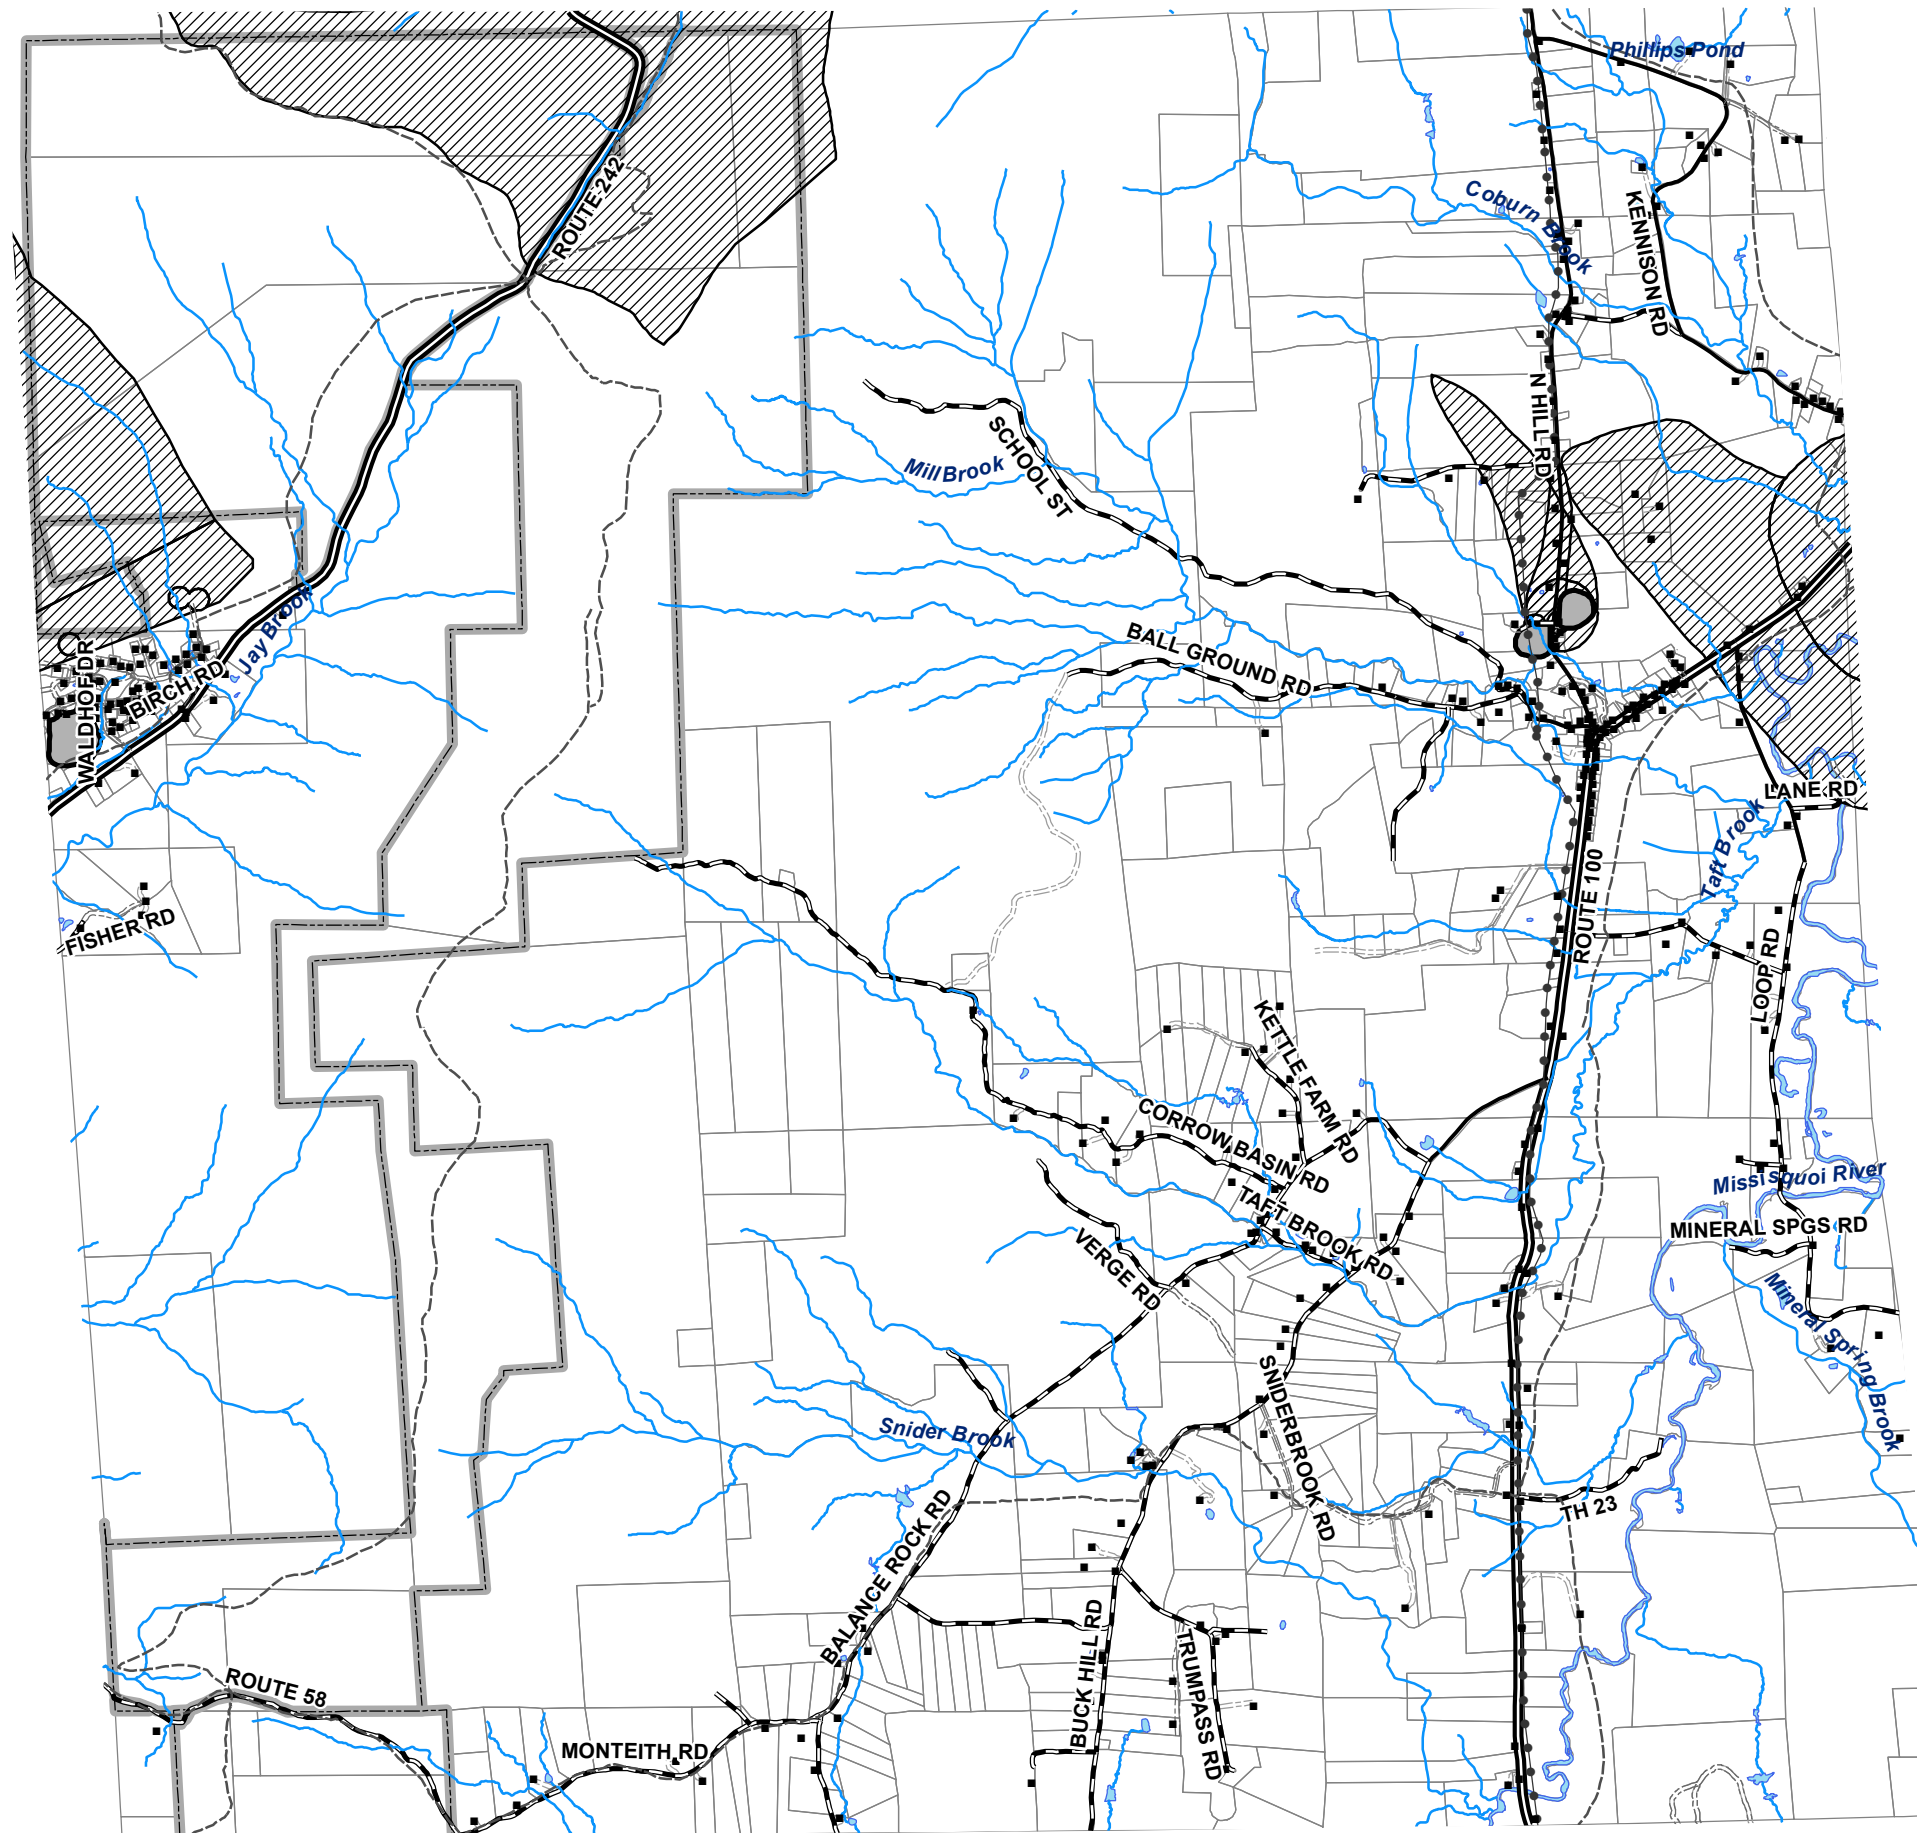 Phillips Pond
ROUTE 242
Coburn Brook
KENNISON RD
N HILL RD
SCHOOL ST
Mill Brook
Jay Brook
WALDHOF DR
BIRCH RD
BALL GROUND RD
LANE RD
Taft Brook
ROUTE 100
FISHER RD
LOOP RD
KETTLE FARM RD
CORROW BASIN RD
TAFT BROOK RD
Missisquoi River
MINERAL SPGS RD
VERGE RD
Mineral Spring Brook
SNIDERBROOK RD
Snider Brook
TH 23
BALANCE ROCK RD
BUCK HILL RD
TRUMPASS RD
ROUTE 58
MONTEITH RD